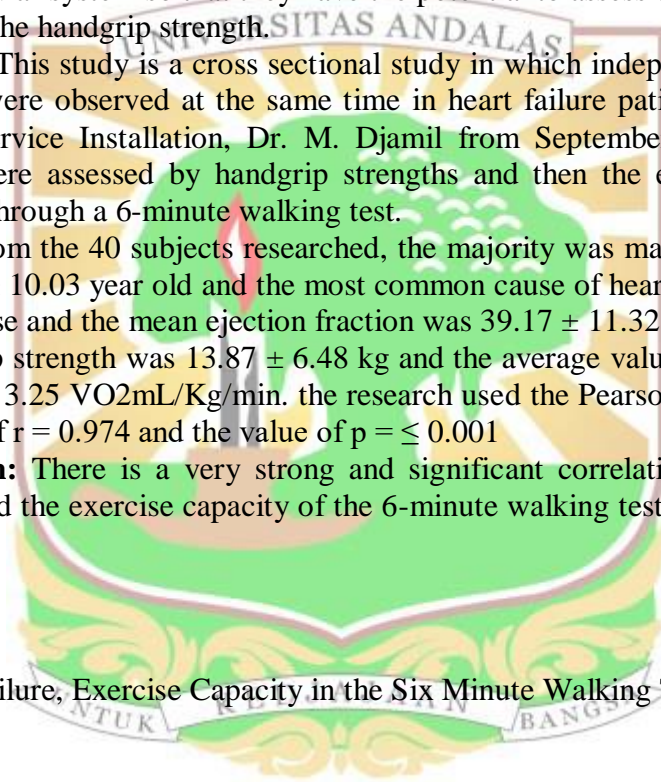 the handgrip strength.
UNIVERSITAS ANDALAS
This study is a cross sectional study in which indep
were observed at the same time in heart failure pati
rvice Installation, Dr. M. Djamil from September
ere assessed by handgrip strengths and then the e
hrough a 6-minute walking test.
om the 40 subjects researched, the majority was ma
10.03 year old and the most common cause of hear
se and the mean ejection fraction was 39.17 ± 11.32
p strength was 13.87 ± 6.48 kg and the average valu
3.25 VO2mL/Kg/min. the research used the Pearso
f r = 0.974 and the value of p = ≤ 0.001
n: There is a very strong and significant correlati
d the exercise capacity of the 6-minute walking test
ilure, Exercise Capacity in the Six Minute Walking
UNTUK KEDJAJAAN BANGSA